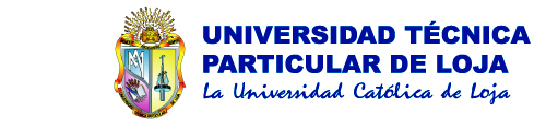 UNIVERSIDAD TÉCNICA
PARTICULAR DE LOJA
La Universidad Católica de Loja